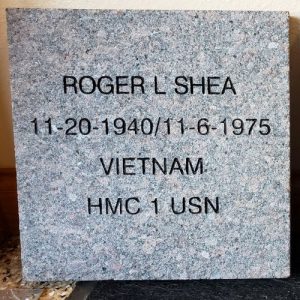 ROGER L SHEA
11-20-1940/11-6-1975
VIETNAM
HMC 1 USN